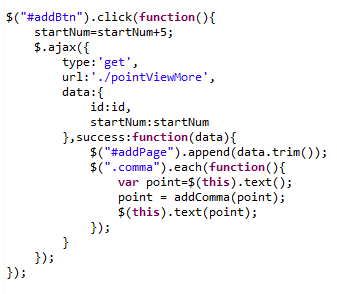 $("#addBtn").click(function(){
startNum=startNum+5;
$.ajax({
type:'get',
url:'./pointViewMore',
data:{
id:id,
startNum:startNum
},success:function(data){
$("#addPage").append(data.trim());
$(".comma").each(function(){
var point=$(this).text();
point = addComma(point);
$(this).text(point);
});
}
});
});